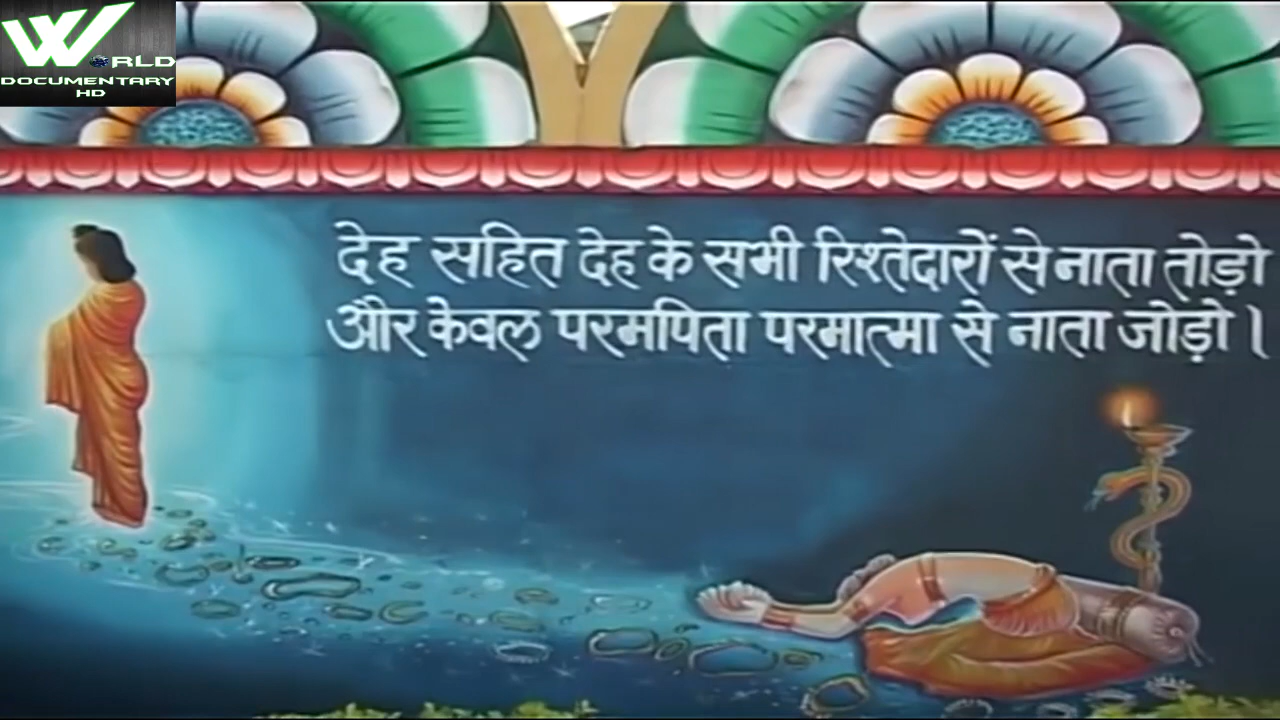 WORLD
DOCUMENTARY
HD
देह सहित देह के सभी रिश्तेदारों से नाता तोड़ो
और केवल परमपिता परमात्मा से नाता जोड़ो।